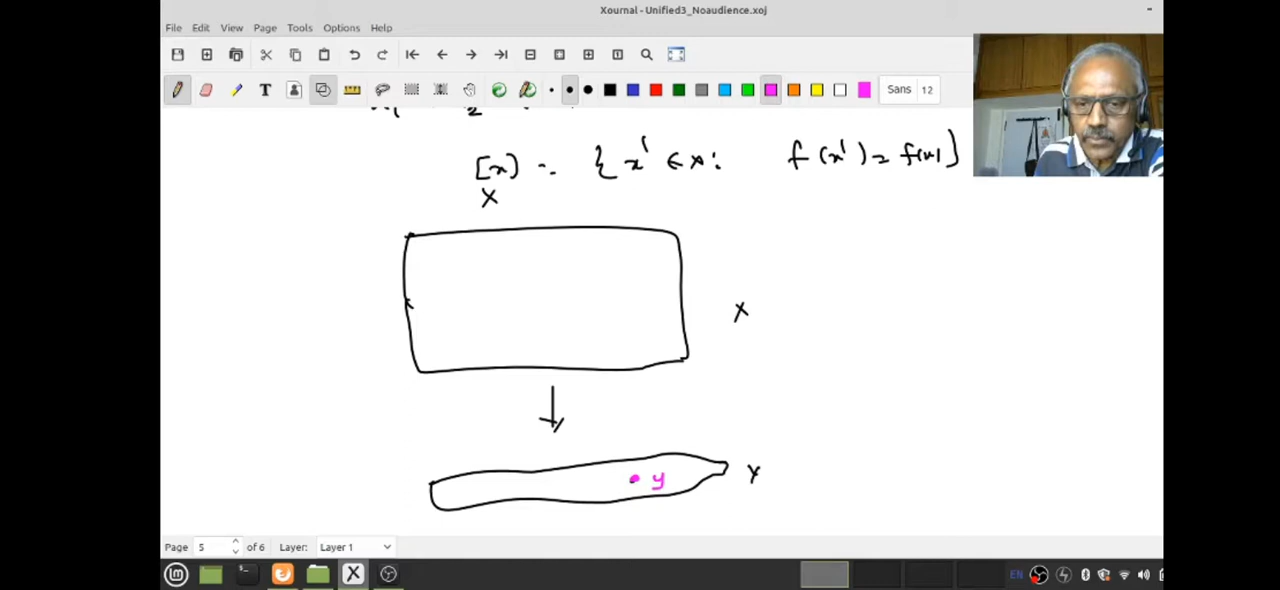 Xournal - Unified3_Noaudience.xoj
File Edit View Page Tools Options Help
T Sans 12
[x] = { x' ∈ X : f(x') = f(x) }
X
X
y Y
Page 5 of 6 Layer: Layer 1
EN